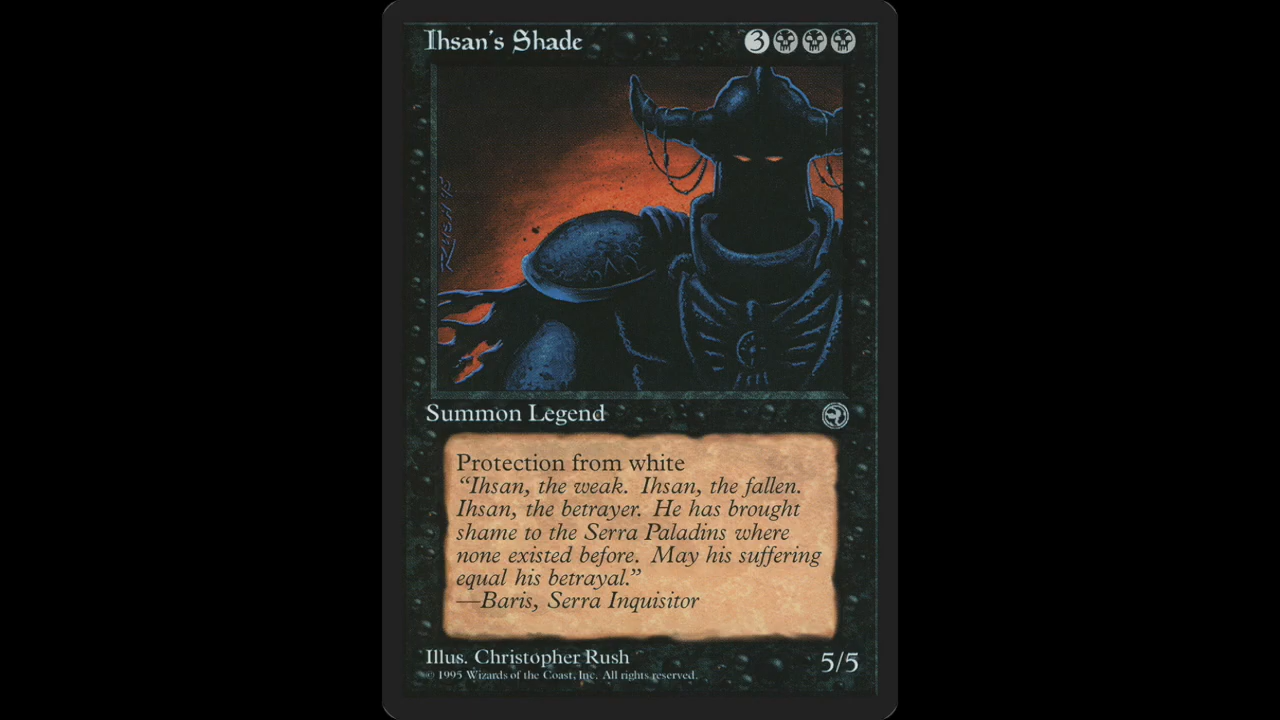 Ihsan's Shade
3
RUSH 95
Summon Legend
Protection from white
“Ihsan, the weak. Ihsan, the fallen.
Ihsan, the betrayer. He has brought
shame to the Serra Paladins where
none existed before. May his suffering
equal his betrayal.”
—Baris, Serra Inquisitor
Illus. Christopher Rush
5/5
© 1995 Wizards of the Coast, Inc. All rights reserved.